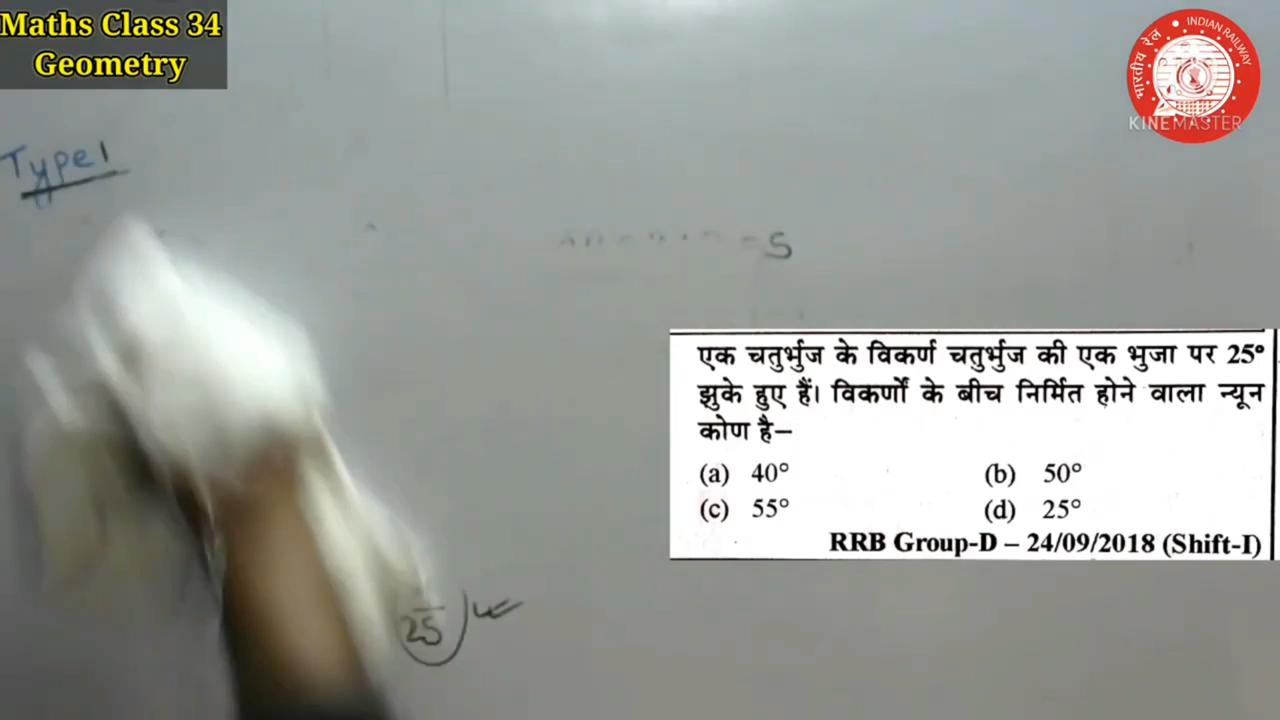 Maths Class 34
Geometry
भारतीय रेल
INDIAN RAILWAY
KINEMASTER
Type 1
S
एक चतुर्भुज के विकर्ण चतुर्भुज की एक भुजा पर 25°
झुके हुए हैं। विकर्णों के बीच निर्मित होने वाला न्यून
कोण है–
(a) 40° (b) 50°
(c) 55° (d) 25°
RRB Group-D – 24/09/2018 (Shift-I)
25